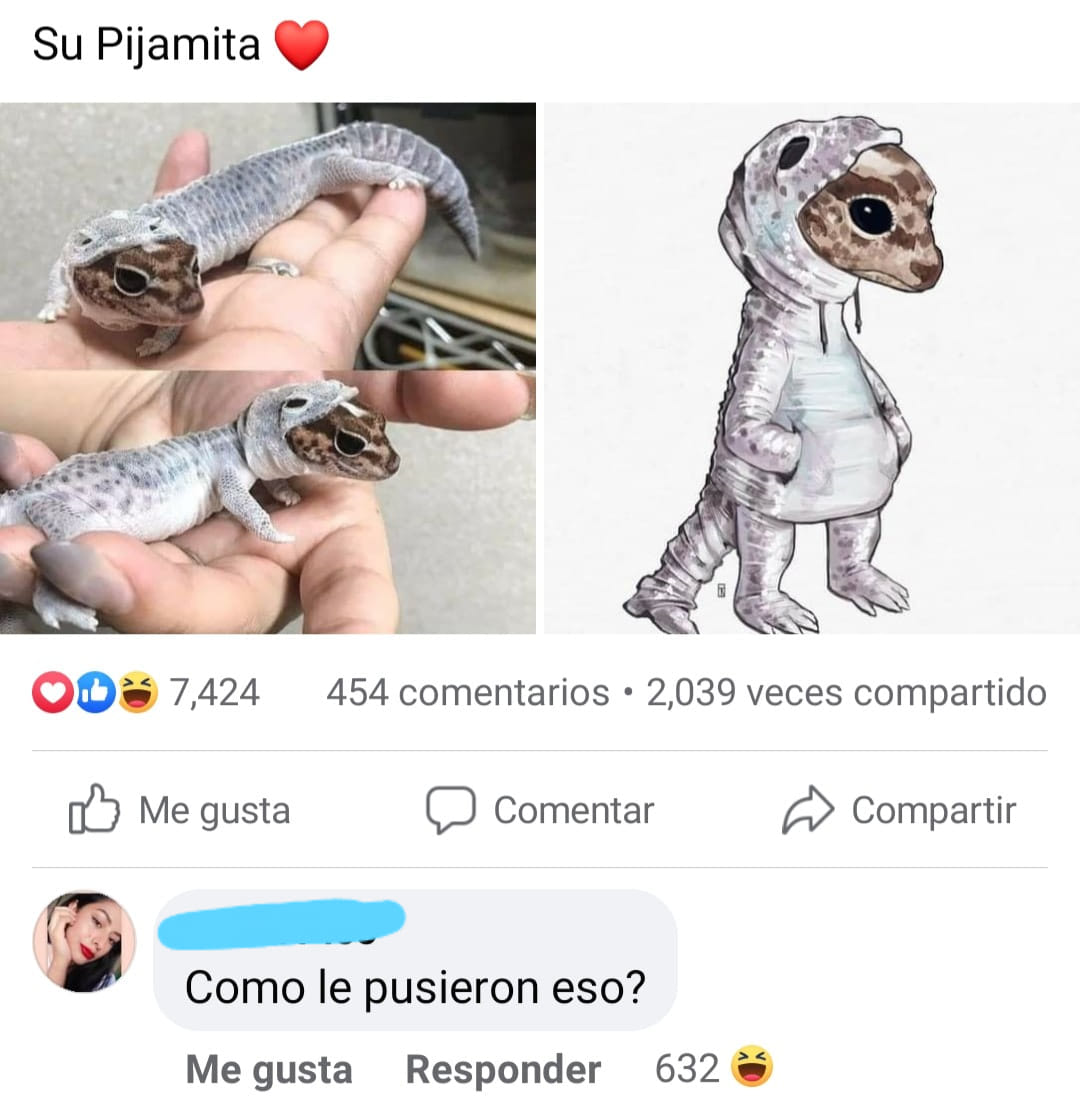 Su Pijamita ❤️
7,424 454 comentarios • 2,039 veces compartido
Me gusta Comentar Compartir
Como le pusieron eso?
Me gusta Responder 632